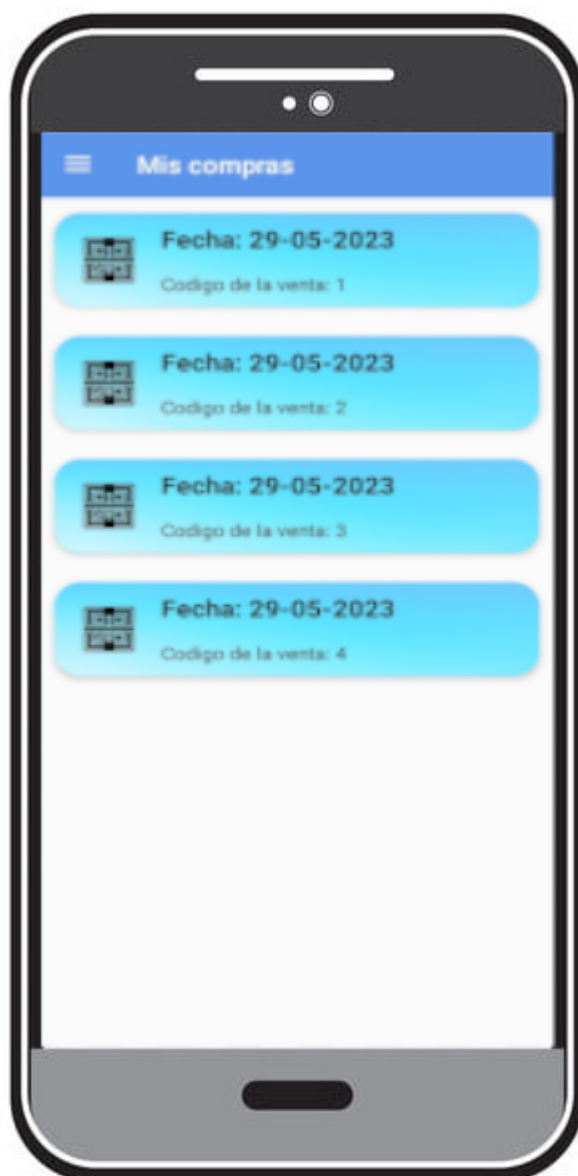 Mis compras
Fecha: 29-05-2023
Codigo de la venta: 1
Fecha: 29-05-2023
Codigo de la venta: 2
Fecha: 29-05-2023
Codigo de la venta: 3
Fecha: 29-05-2023
Codigo de la venta: 4